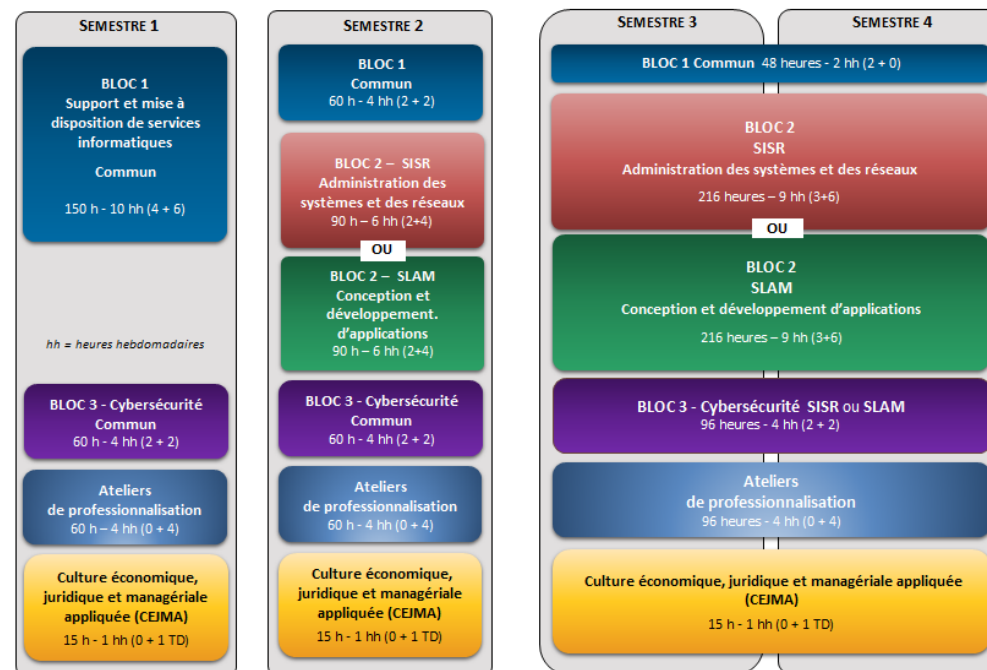 SEMESTRE 1
BLOC 1
Support et mise à
disposition de services
informatiques
Commun
150 h - 10 hh (4 + 6)
hh = heures hebdomadaires
BLOC 3 - Cybersécurité
Commun
60 h - 4 hh (2 + 2)
Ateliers
de professionnalisation
60 h – 4 hh (0 + 4)
Culture économique,
juridique et managériale
appliquée (CEJMA)
15 h - 1 hh (0 + 1 TD)
SEMESTRE 2
BLOC 1
Commun
60 h - 4 hh (2 + 2)
BLOC 2 – SISR
Administration des
systèmes et des réseaux
90 h – 6 hh (2+4)
OU
BLOC 2 – SLAM
Conception et
développement.
d'applications
90 h – 6 hh (2+4)
BLOC 3 - Cybersécurité
Commun
60 h - 4 hh (2 + 2)
Ateliers
de professionnalisation
60 h - 4 hh (0 + 4)
Culture économique,
juridique et managériale
appliquée (CEJMA)
15 h - 1 hh (0 + 1 TD)
SEMESTRE 3
SEMESTRE 4
BLOC 1 Commun 48 heures - 2 hh (2 + 0)
BLOC 2
SISR
Administration des systèmes et des réseaux
216 heures – 9 hh (3+6)
OU
BLOC 2
SLAM
Conception et développement d'applications
216 heures – 9 hh (3+6)
BLOC 3 - Cybersécurité SISR ou SLAM
96 heures - 4 hh (2 + 2)
Ateliers
de professionnalisation
96 heures - 4 hh (0 + 4)
Culture économique, juridique et managériale appliquée
(CEJMA)
15 h - 1 hh (0 + 1 TD)